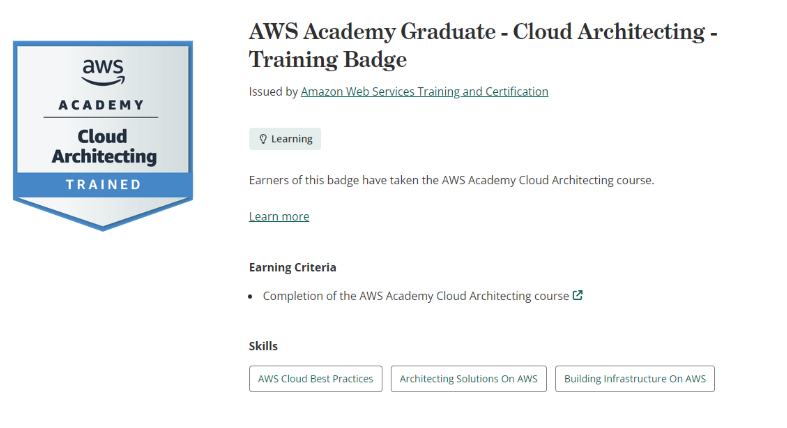 aws
ACADEMY
Cloud
Architecting
TRAINED
AWS Academy Graduate - Cloud Architecting -
Training Badge
Issued by Amazon Web Services Training and Certification
Learning
Earners of this badge have taken the AWS Academy Cloud Architecting course.
Learn more
Earning Criteria
• Completion of the AWS Academy Cloud Architecting course
Skills
AWS Cloud Best Practices
Architecting Solutions On AWS
Building Infrastructure On AWS